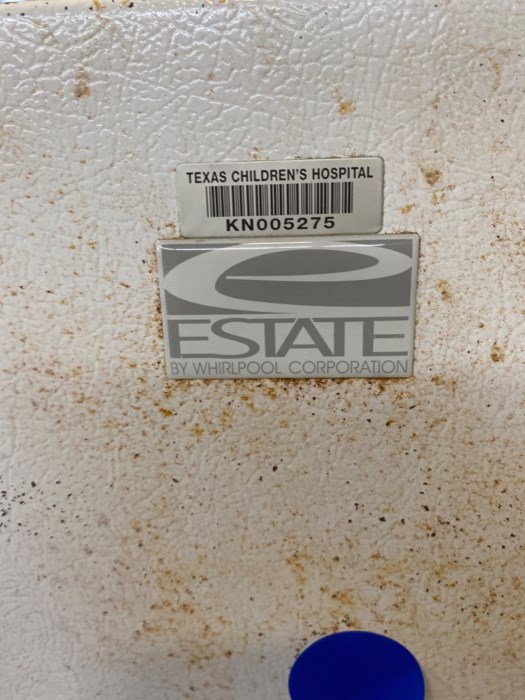 TEXAS CHILDREN'S HOSPITAL
KN005275
ESTATE
BY WHIRLPOOL CORPORATION